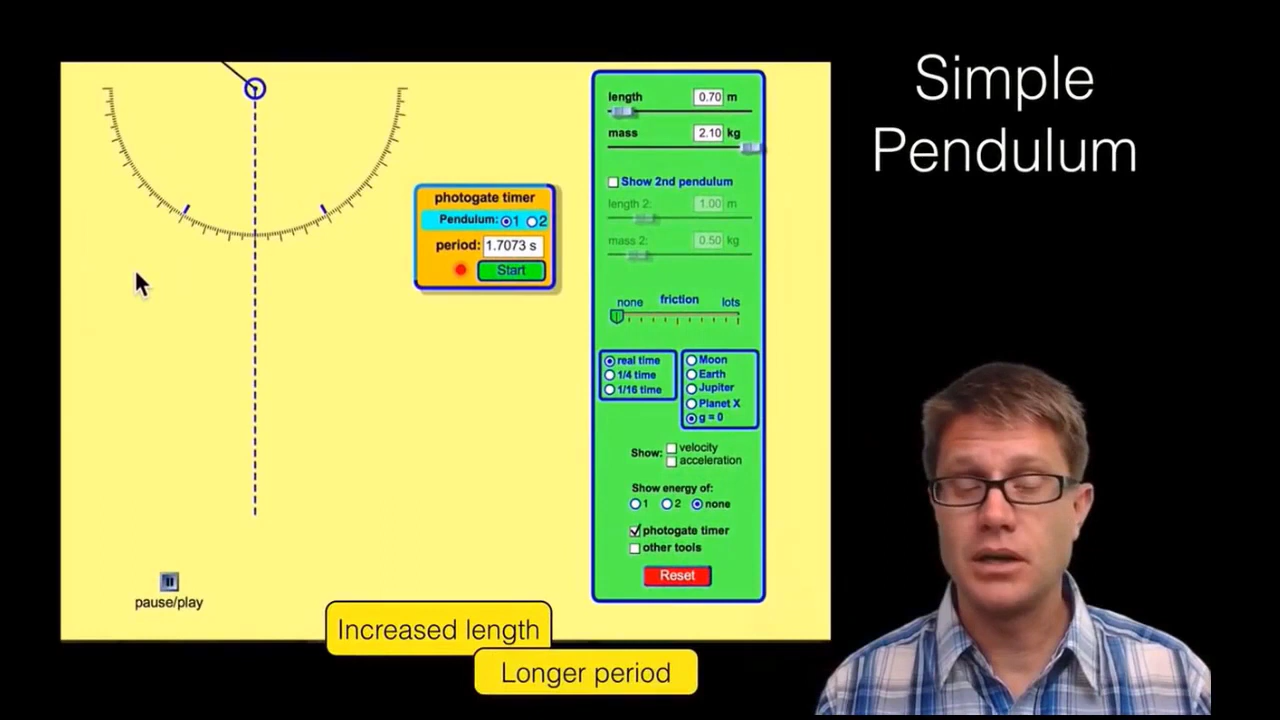 Simple
Pendulum
length 0.70 m
mass 2.10 kg
Show 2nd pendulum
length 2: 1.00 m
mass 2: 0.50 kg
photogate timer
Pendulum: 1 2
period: 1.7073 s
Start
none friction lots
real time
1/4 time
1/16 time
Moon
Earth
Jupiter
Planet X
g = 0
Show: velocity
acceleration
Show energy of:
1 2 none
photogate timer
other tools
Reset
pause/play
Increased length
Longer period